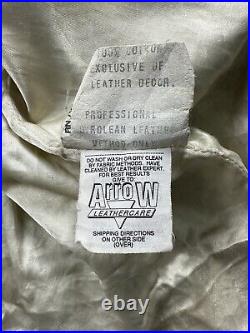 100% COTTON
EXCLUSIVE OF
LEATHER DECOR.
PROFESSIONAL
LEATHER
METHOD ONLY
RN
DO NOT WASH OR DRY CLEAN
BY FABRIC METHODS. HAVE
CLEANED BY LEATHER EXPERT.
FOR BEST RESULTS
GIVE TO:
ArroW
LEATHERCARE
SHIPPING DIRECTIONS
ON OTHER SIDE
(OVER)